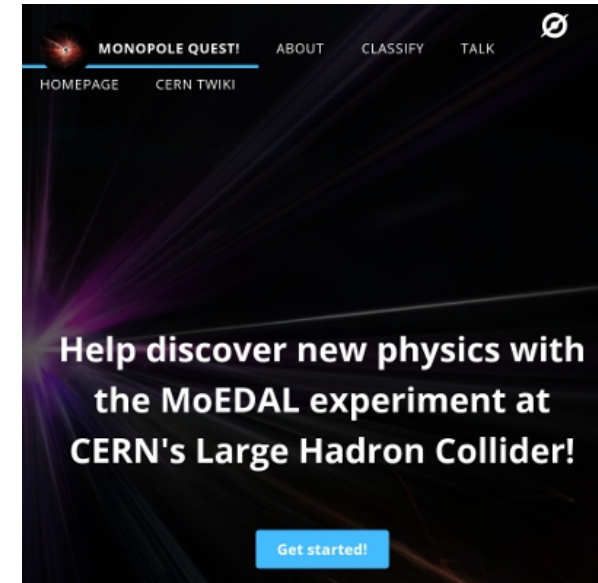 MONOPOLE QUEST! ABOUT CLASSIFY TALK
HOMEPAGE CERN TWIKI
Help discover new physics with
the MoEDAL experiment at
CERN's Large Hadron Collider!
Get started!